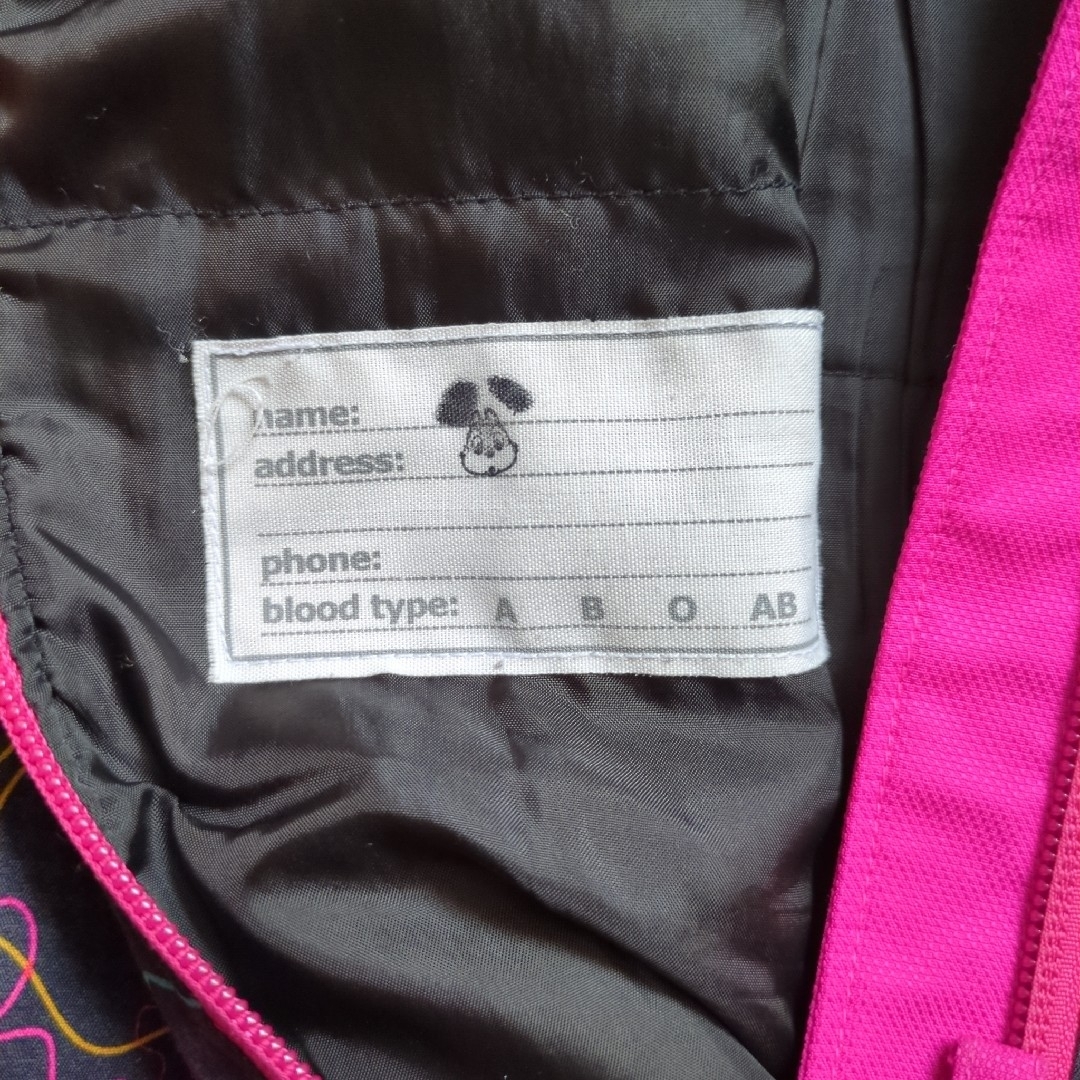 name:
address:
phone:
blood type: A B O AB